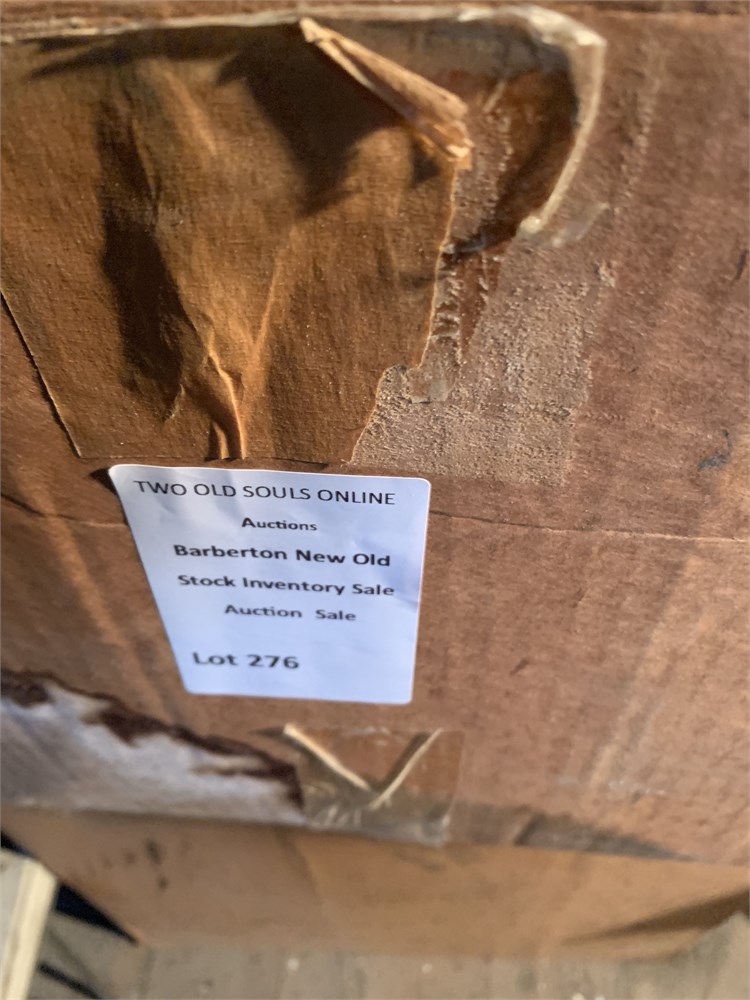 TWO OLD SOULS ONLINE
Auctions
Barberton New Old
Stock Inventory Sale
Auction Sale
Lot 276